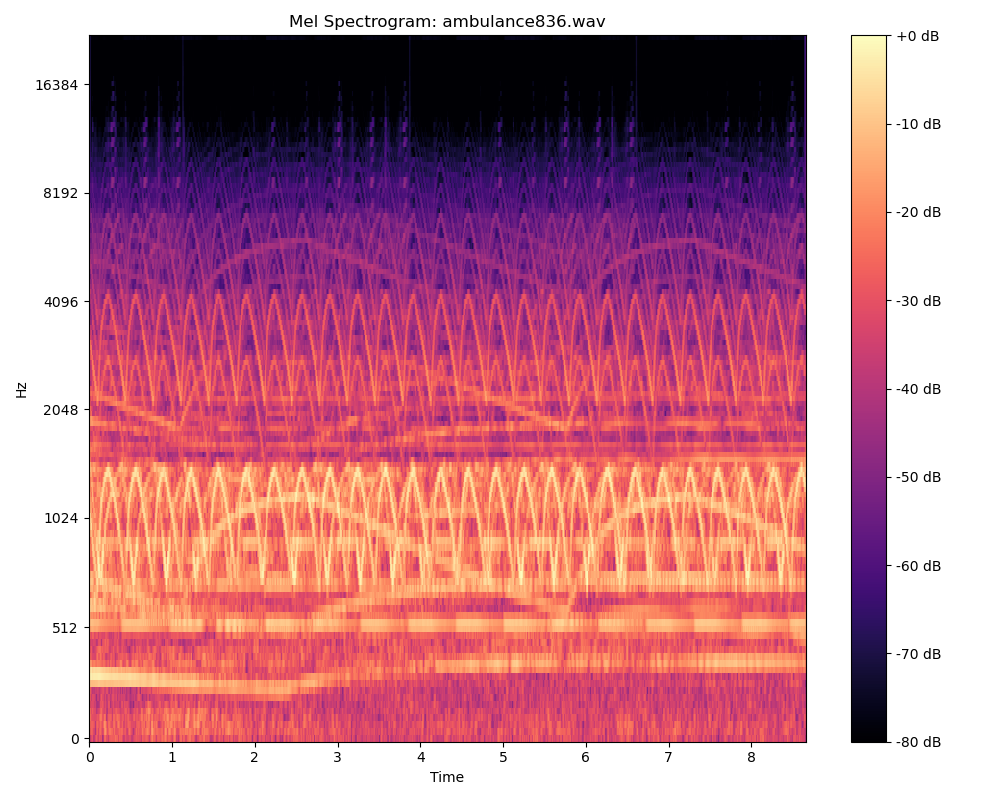 Mel Spectrogram: ambulance836.wav
+0 dB
16384
-10 dB
8192
-20 dB
4096
-30 dB
Hz
2048
-40 dB
-50 dB
1024
-60 dB
512
-70 dB
0
-80 dB
0 1 2 3 4 5 6 7 8
Time